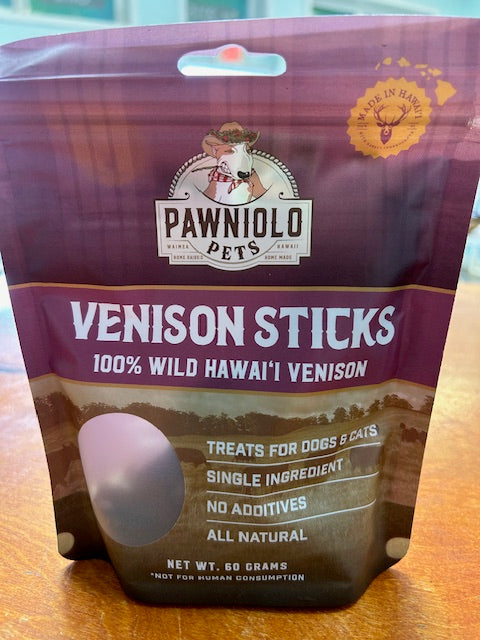 MADE IN HAWAI'I
PAWNIOLO
PETS
WAIMEA HAWAII
HOME RAISED HOME MADE
VENISON STICKS
100% WILD HAWAI'I VENISON
TREATS FOR DOGS & CATS
SINGLE INGREDIENT
NO ADDITIVES
ALL NATURAL
NET WT. 60 GRAMS
*NOT FOR HUMAN CONSUMPTION